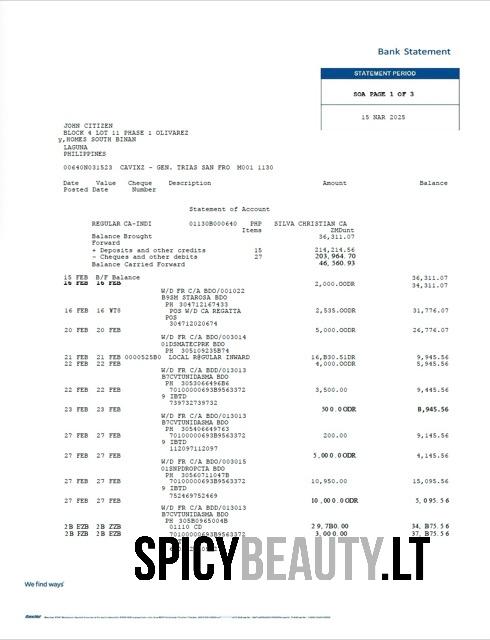 Bank Statement
STATEMENT PERIOD
SOA PAGE 1 OF 3
15 MAR 2025
JOHN CITIZEN
BLOCK 4 LOT 11 PHASE 1 OLIVAREZ
y,HOMES SOUTH BINAN
LAGUNA
PHILIPPINES
00640N031523 CAVIXZ - GEN. TRIAS SAN FRO M001 1130
Date Value Cheque Description Amount Balance
Posted Date Number
Statement of Account
REGULAR CA-INDI 01130B000640 PHP SILVA CHRISTIAN CA
Items ZMDunt
Balance Brought 36,311.07
Forward
+ Deposits and other credits 15 214,214.56
- Cheques and other debits 27 203,964.70
Balance Carried Forward 46,560.93
15 FEB B/F Balance 36,311.07
16 FEB 16 FEB 2,000.00DR 34,311.07
W/D FR C/A BDO/001022
B9SM STAROSA BDO
PH 304712167433
16 FEB 16 WT8 POS W/D CA REGATTA 2,535.00DR 31,776.07
POS
304712020674
20 FEB 20 FEB 5,000.00DR 26,776.07
W/D FR C/A BDO/003014
01DSMATECPRK BDO
PH 305109235B74
21 FEB 21 FEB 0000525B0 LOCAL R@GULAR INWARD 16,B30.51DR 9,945.56
22 FEB 22 FEB 4,000.00DR 5,945.56
W/D FR C/A BDO/013013
B7CVTUNIDASMA BDO
PH 3053066496B6
22 FEB 22 FEB 70100000693B9563372 3,500.00 9,445.56
9 IBTD
739732739732
23 FEB 23 FEB 500.00DR 8,945.56
W/D FR C/A BDO/013013
B7CVTUNIDASMA BDO
PH 305406649763
27 FEB 27 FEB 70100000693B9563372 200.00 9,145.56
9 IBTD
112097112097
27 FEB 27 FEB 5,000.00DR 4,145.56
W/D FR C/A BDO/003015
01SNPDROPCTA BDO
PH 30560711047B
27 FEB 27 FEB 70100000693B9563372 10,950.00 15,095.56
9 IBTD
752469752469
27 FEB 27 FEB 10,000.00DR 5,095.56
W/D FR C/A BDO/013013
B7CVTUNIDASMA BDO
PH 305B0965004B
2B EZB 2B ZZB 01110 CD 29,7B0.00 34,B75.56
2B FZB 2B EZB 70100000693B9563372 3,000.00 37,B75.56
SPICYBEAUTY.LT
We find ways